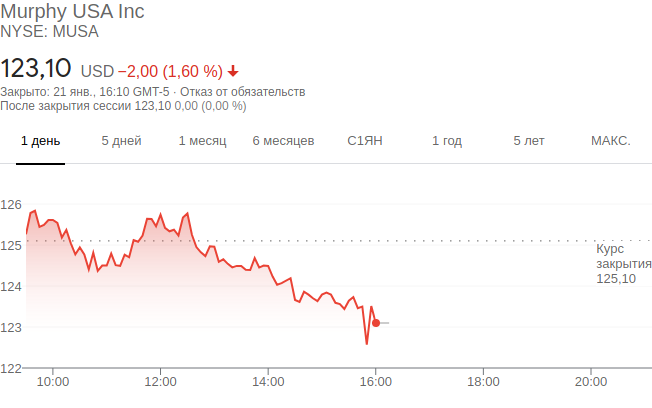 Murphy USA Inc
NYSE: MUSA
123,10 USD −2,00 (1,60 %)
Закрыто: 21 янв., 16:10 GMT-5 · Отказ от обязательств
После закрытия сессии 123,10 0,00 (0,00 %)
1 день 5 дней 1 месяц 6 месяцев С1ЯН 1 год 5 лет МАКС.
126
125
Курс
закрытия
125,10
124
123
122
10:00 12:00 14:00 16:00 18:00 20:00